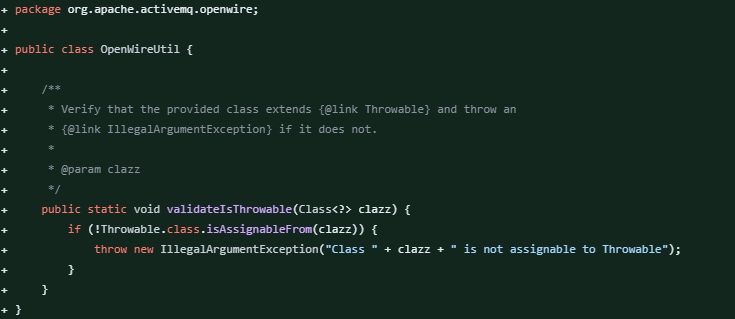 + package org.apache.activemq.openwire;
+
+ public class OpenWireUtil {
+
+     /**
+      * Verify that the provided class extends {@link Throwable} and throw an
+      * {@link IllegalArgumentException} if it does not.
+      *
+      * @param clazz
+      */
+     public static void validateIsThrowable(Class<?> clazz) {
+         if (!Throwable.class.isAssignableFrom(clazz)) {
+             throw new IllegalArgumentException("Class " + clazz + " is not assignable to Throwable");
+         }
+     }
+ }